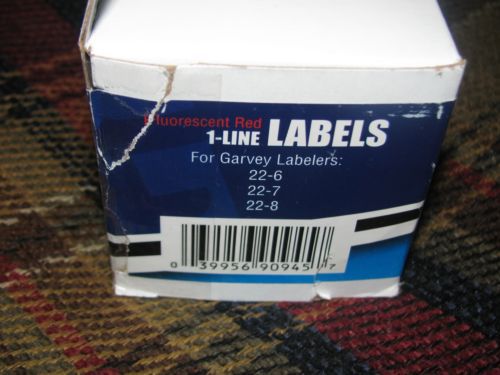 Fluorescent Red
1-LINE LABELS
For Garvey Labelers:
22-6
22-7
22-8
0 39956 90945 7